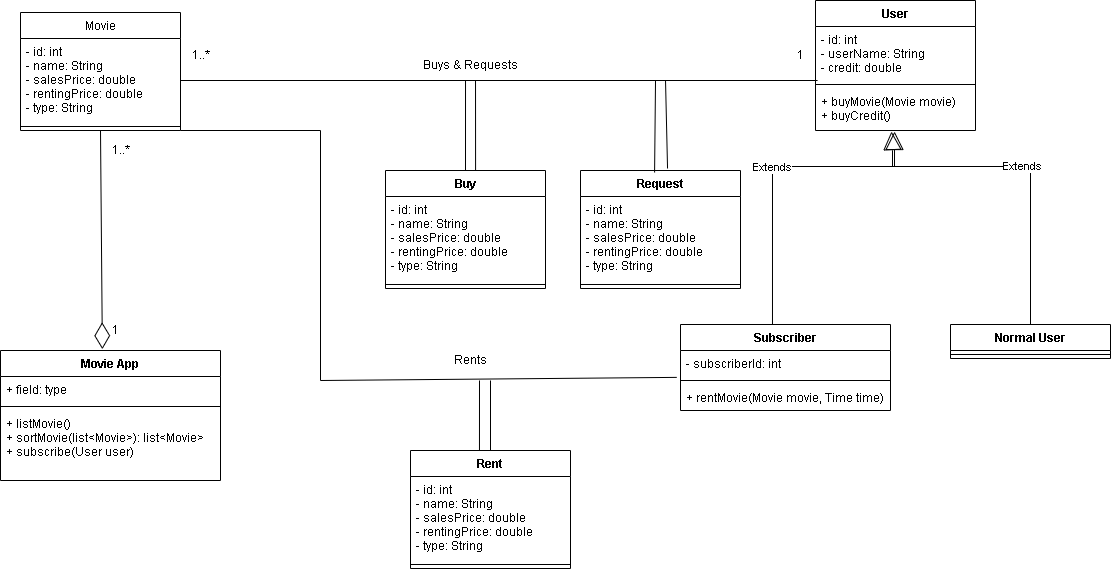 Movie
- id: int
- name: String
- salesPrice: double
- rentingPrice: double
- type: String
1..*
Buys & Requests
1
User
- id: int
- userName: String
- credit: double
+ buyMovie(Movie movie)
+ buyCredit()
1..*
Buy
- id: int
- name: String
- salesPrice: double
- rentingPrice: double
- type: String
Request
- id: int
- name: String
- salesPrice: double
- rentingPrice: double
- type: String
Extends
Extends
1
Movie App
+ field: type
+ listMovie()
+ sortMovie(list<Movie>): list<Movie>
+ subscribe(User user)
Rents
Subscriber
- subscriberId: int
+ rentMovie(Movie movie, Time time)
Normal User
Rent
- id: int
- name: String
- salesPrice: double
- rentingPrice: double
- type: String